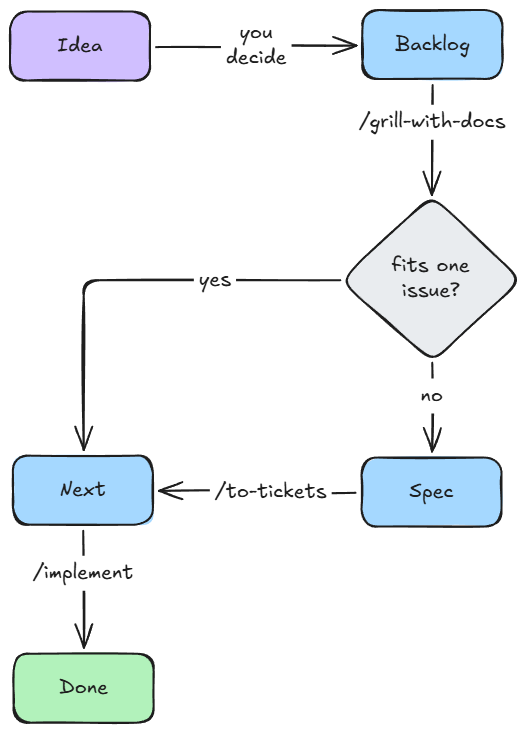 Idea
you
decide
Backlog
/grill-with-docs
fits one
issue?
yes
no
Next
/to-tickets
Spec
/implement
Done